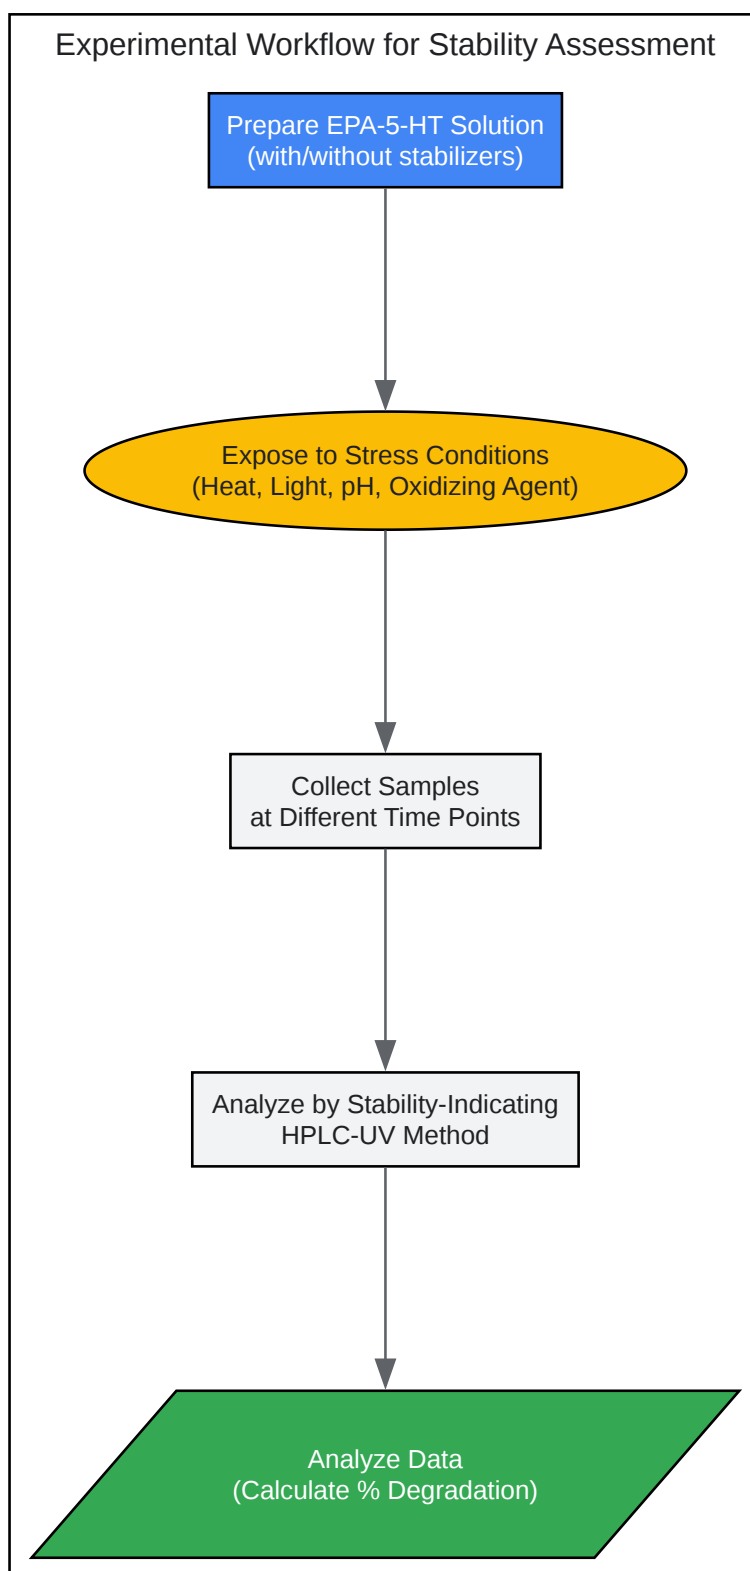 Experimental Workflow for Stability Assessment
Prepare EPA-5-HT Solution
(with/without stabilizers)
Expose to Stress Conditions
(Heat, Light, pH, Oxidizing Agent)
Collect Samples
at Different Time Points
Analyze by Stability-Indicating
HPLC-UV Method
Analyze Data
(Calculate % Degradation)